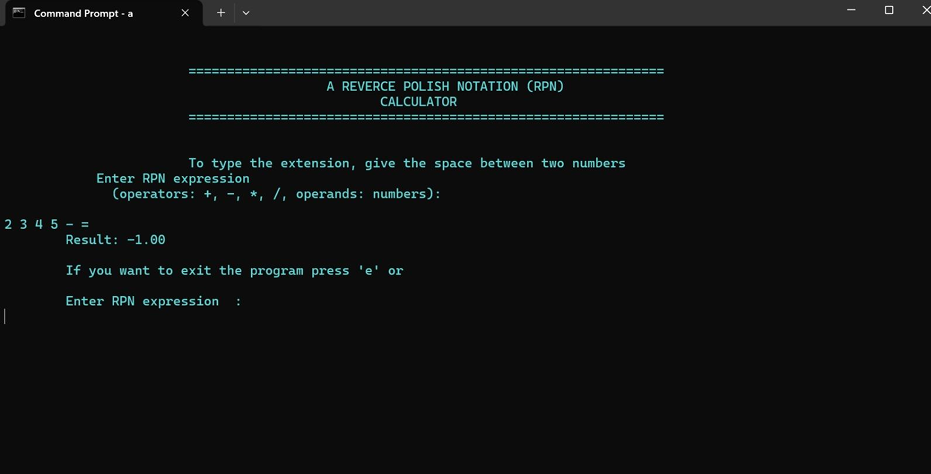 Command Prompt - a
============================================================== 
A REVERCE POLISH NOTATION (RPN)
CALCULATOR
==============================================================
To type the extension, give the space between two numbers
Enter RPN expression
(operators: +, -, *, /, operands: numbers):
2 3 4 5 - =
Result: -1.00
If you want to exit the program press 'e' or
Enter RPN expression  :